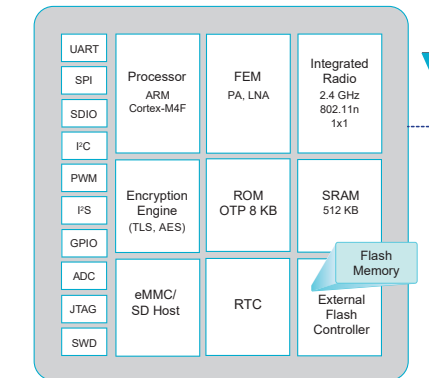 UART
SPI
SDIO
I²C
PWM
I²S
GPIO
ADC
JTAG
SWD
Processor
ARM
Cortex-M4F
FEM
PA, LNA
Integrated
Radio
2.4 GHz
802.11n
1x1
Encryption
Engine
(TLS, AES)
ROM
OTP 8 KB
SRAM
512 KB
Flash
Memory
eMMC/
SD Host
RTC
External
Flash
Controller